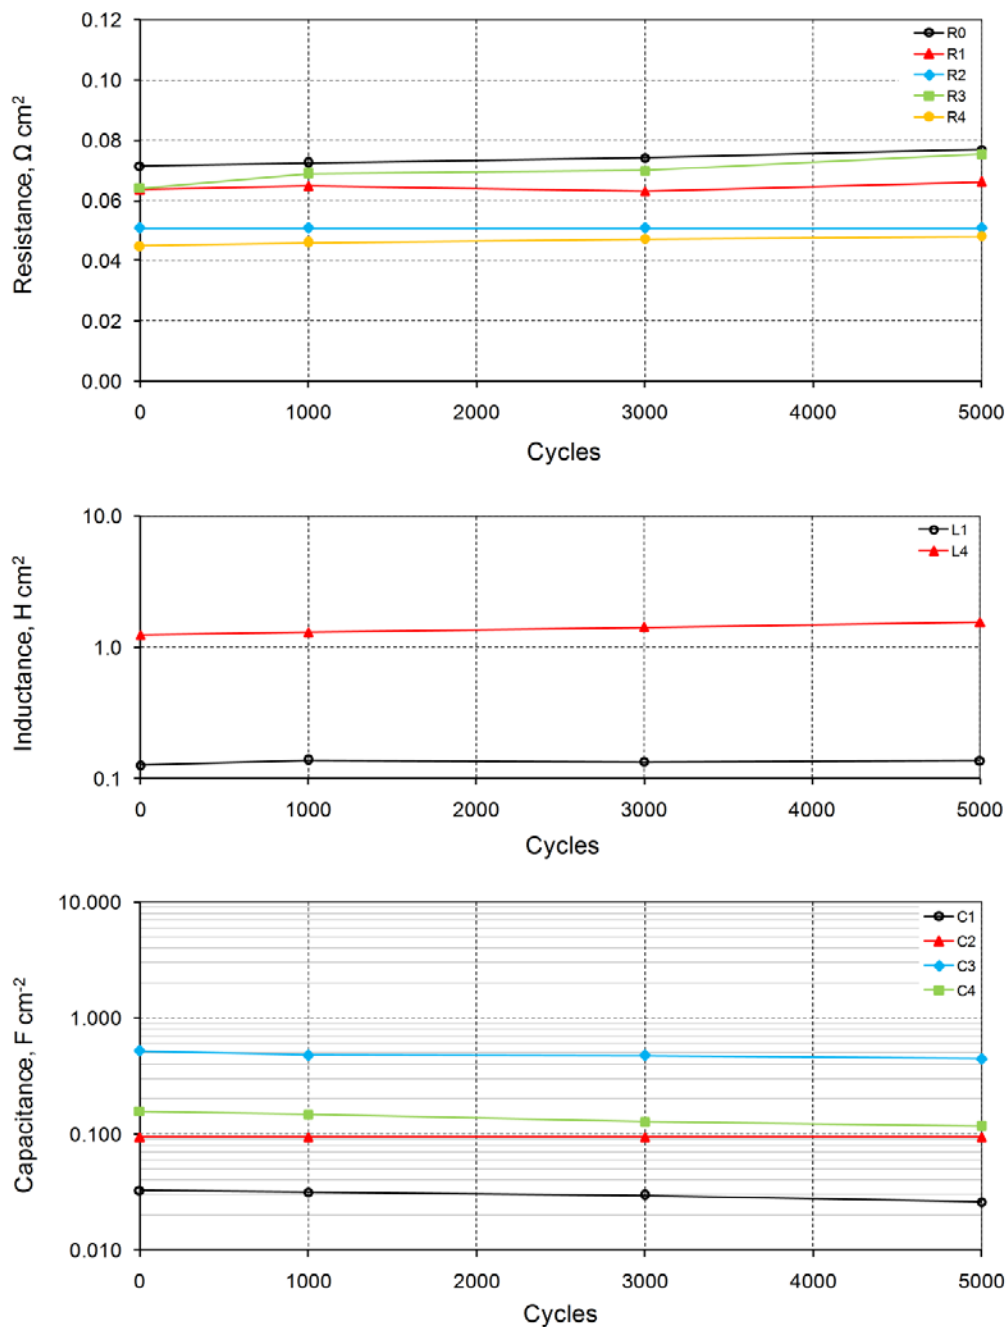 0.12
0.10
0.08
0.06
0.04
0.02
0.00
Resistance, Ω cm²
R0
R1
R2
R3
R4
0 1000 2000 3000 4000 5000
Cycles
10.0
1.0
0.1
Inductance, H cm²
L1
L4
0 1000 2000 3000 4000 5000
Cycles
10.000
1.000
0.100
0.010
Capacitance, F cm⁻²
C1
C2
C3
C4
0 1000 2000 3000 4000 5000
Cycles